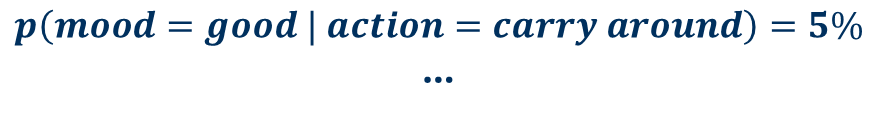 p(mood = good | action = carry around) = 5%
...